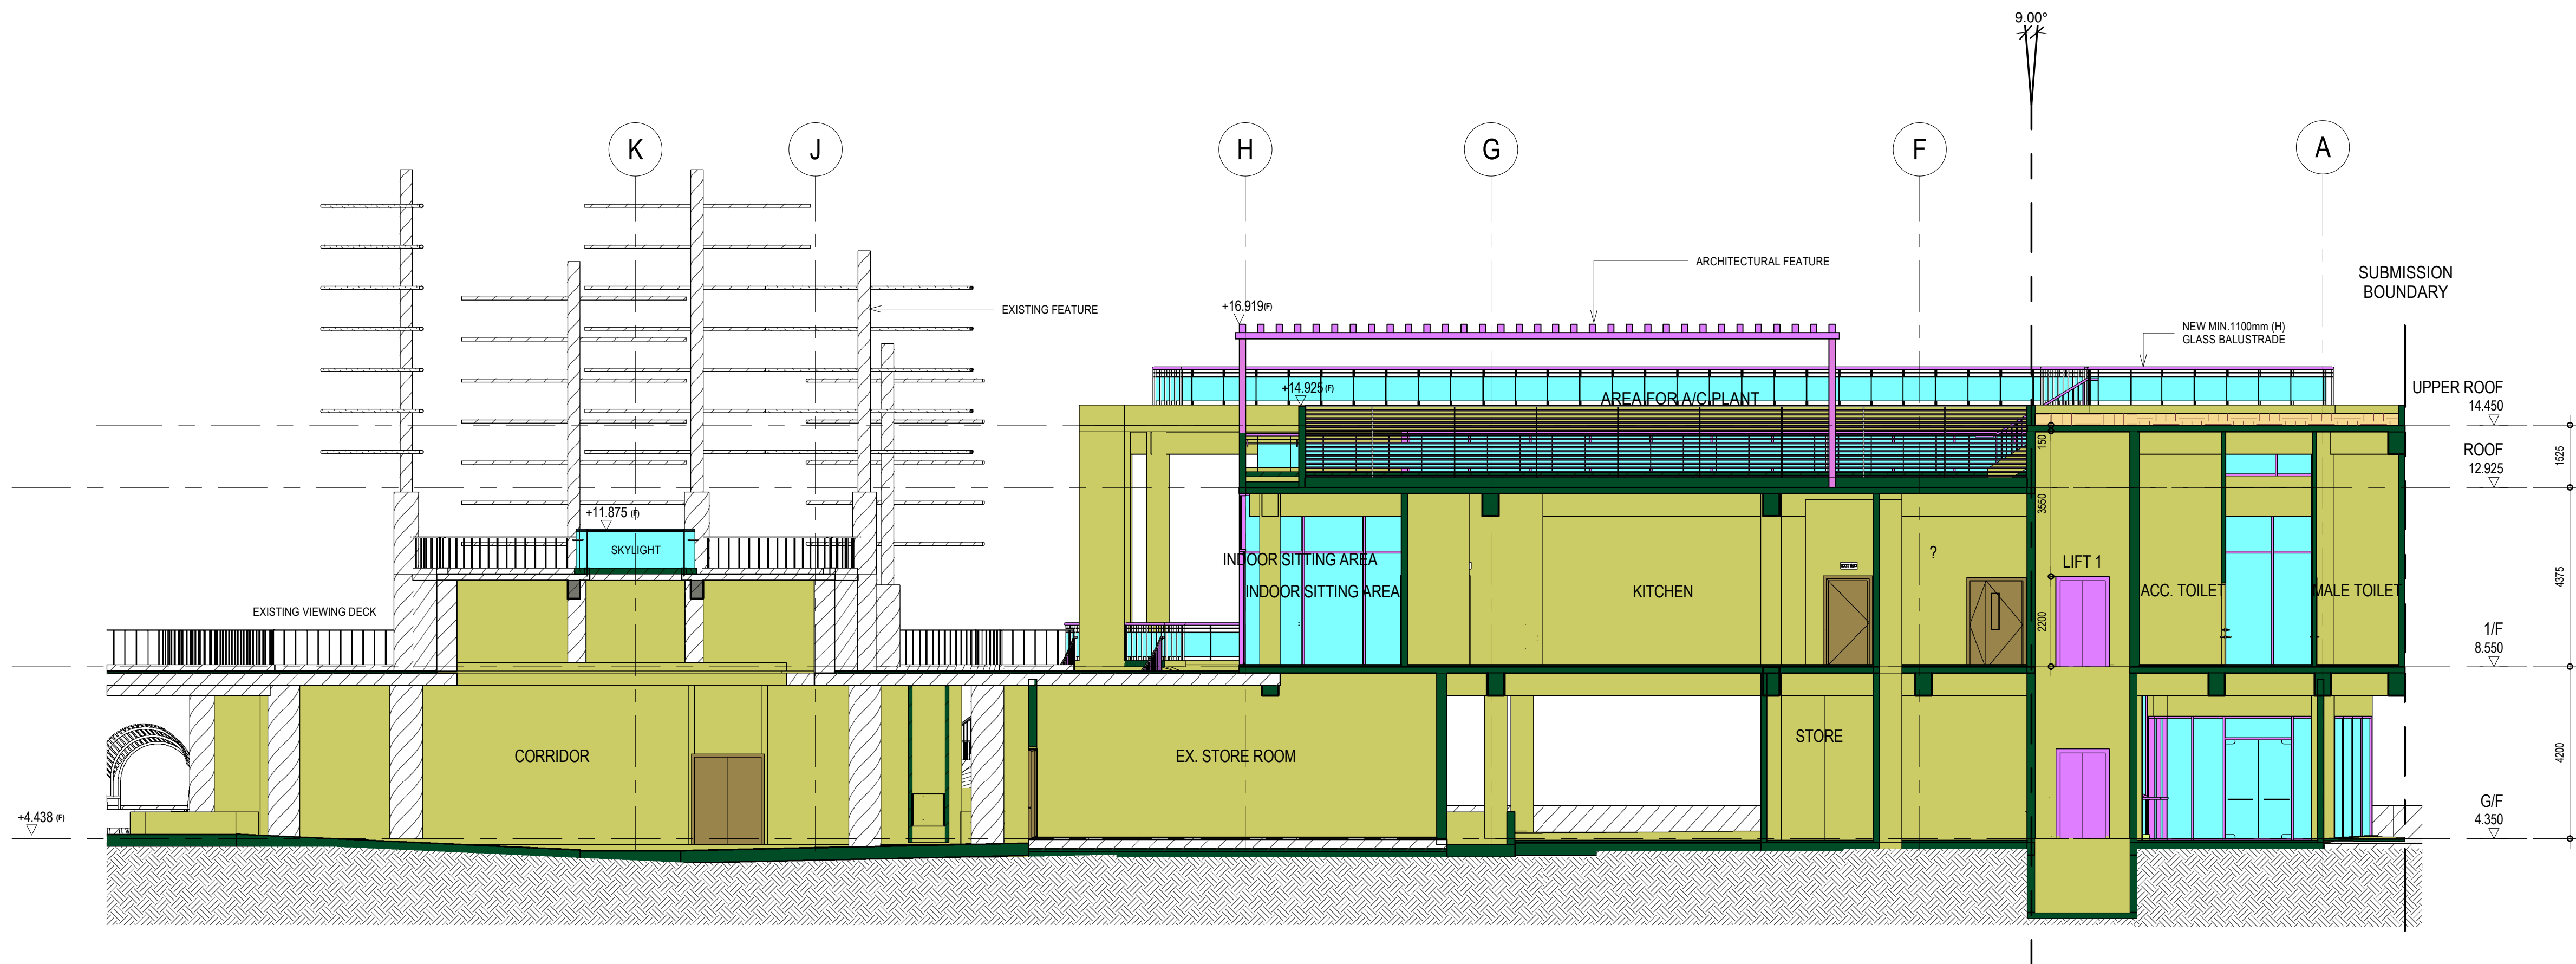 9.00°
K
J
H
G
F
A
SUBMISSION
BOUNDARY
ARCHITECTURAL FEATURE
EXISTING FEATURE
+16.919(F)
NEW MIN.1100mm (H)
GLASS BALUSTRADE
+14.925 (F)
AREA FOR A/C PLANT
UPPER ROOF
14.450
150
ROOF
12.925
1525
+11.875 (F)
SKYLIGHT
3550
INDOOR SITTING AREA
INDOOR SITTING AREA
KITCHEN
?
LIFT 1
ACC. TOILET
MALE TOILET
4375
EXISTING VIEWING DECK
2200
1/F
8.550
CORRIDOR
EX. STORE ROOM
STORE
4200
+4.438 (F)
G/F
4.350